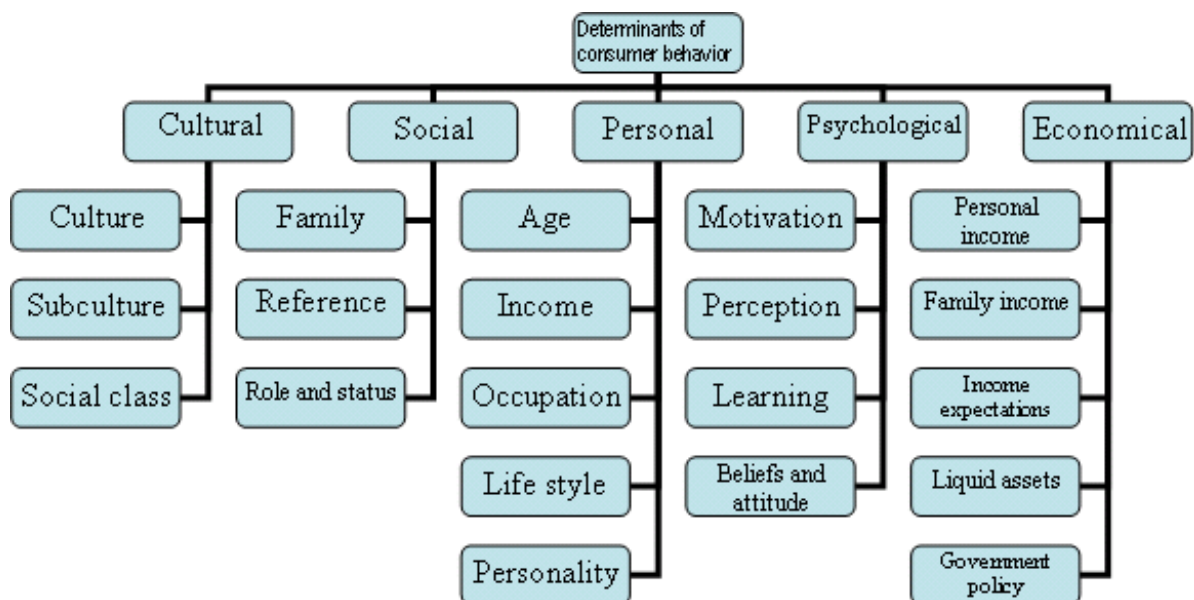 Determinants of
consumer behavior
Cultural
Social
Personal
Psychological
Economical
Culture
Subculture
Social class
Family
Reference
Role and status
Age
Income
Occupation
Life style
Personality
Motivation
Perception
Learning
Beliefs and
attitude
Personal
income
Family income
Income
expectations
Liquid assets
Government
policy